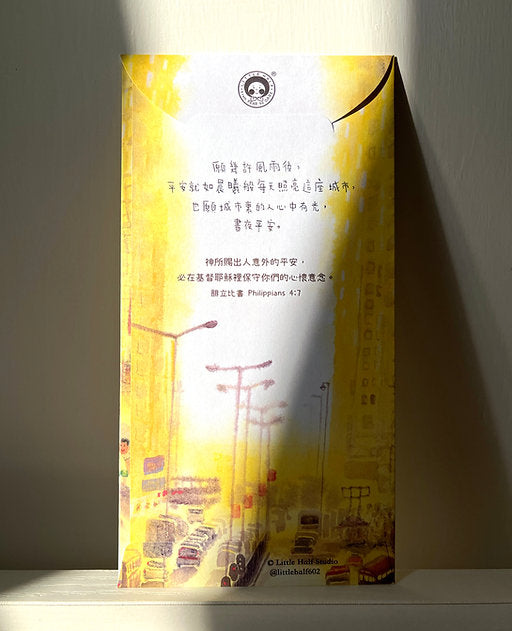 願幾許風雨後，
平安就如晨曦般每天照亮這座城市，
也願城市裏的人心中有光，
晝夜平安。
神所賜出人意外的平安，
必在基督耶穌裡保守你們的心懷意念。
腓立比書 Philippians 4:7
© Little Half Studio
@littlehalf602